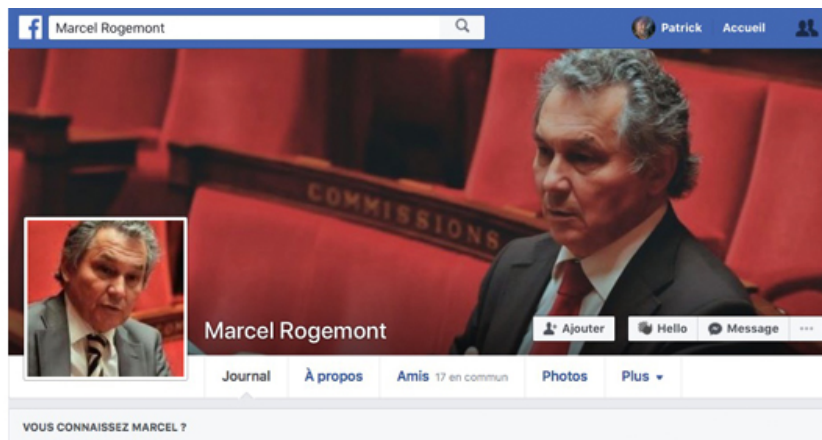 Marcel Rogemont
Patrick Accueil
COMMISSIONS
Marcel Rogemont
Ajouter Hello Message
Journal À propos Amis 17 en commun Photos Plus
VOUS CONNAISSEZ MARCEL ?